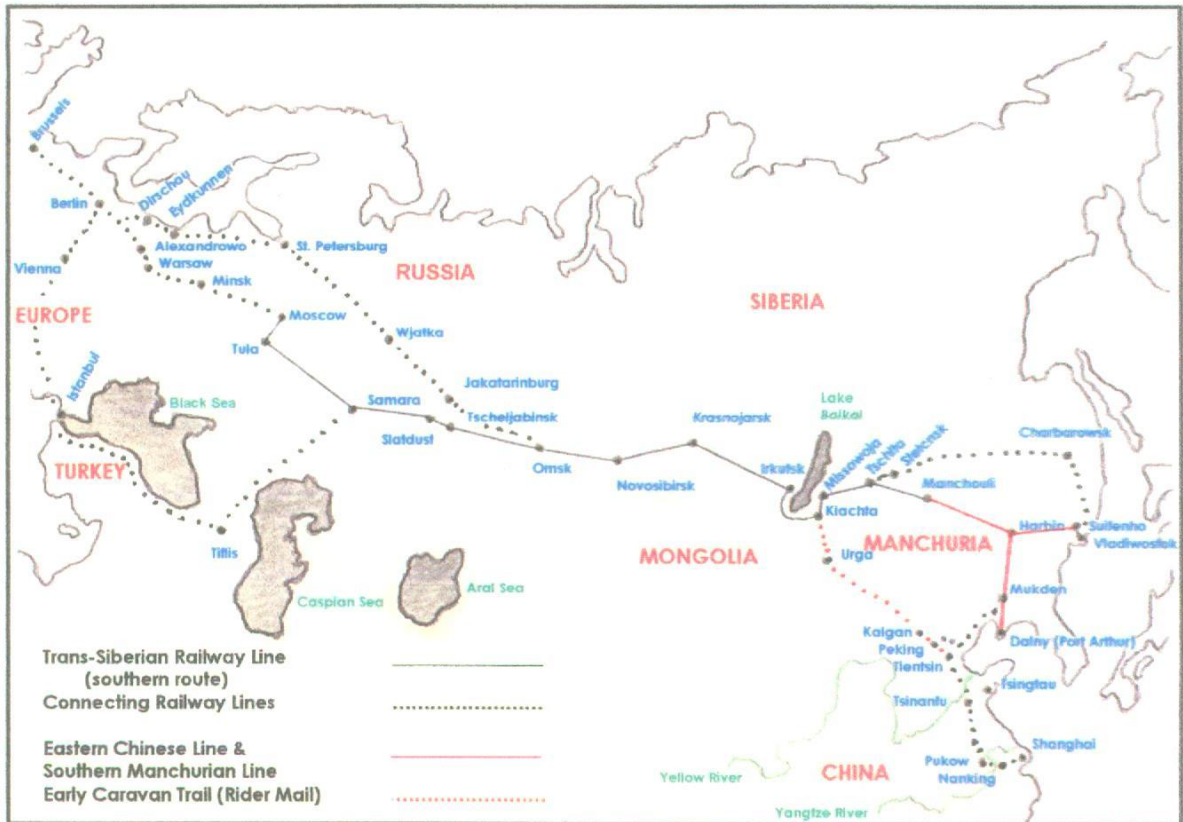 Brussels
Berlin
Dirschau
Eydkunnen
Alexandrowo
Warsaw
St. Petersburg
Vienna
Minsk
RUSSIA
SIBERIA
EUROPE
Moscow
Tula
Wjatka
Istanbul
Black Sea
Jakatarinburg
Samara
Tscheljabinsk
Slatdust
Lake
Baikal
Krasnojarsk
Charbarowsk
TURKEY
Omsk
Novosibirsk
Irkutsk
Missowaja
Tschita
Stetensk
Manchouli
Kiachta
Harbin
Suifenho
Vladiwostok
Tiflis
MONGOLIA
MANCHURIA
Urga
Aral Sea
Caspian Sea
Mukden
Kalgan
Peking
Tientsin
Dalny (Port Arthur)
Tsinanfu
Tsingtau
Shanghai
Pukow
Nanking
Yellow River
CHINA
Yangtze River
Trans-Siberian Railway Line
(southern route)
Connecting Railway Lines
Eastern Chinese Line &
Southern Manchurian Line
Early Caravan Trail (Rider Mail)